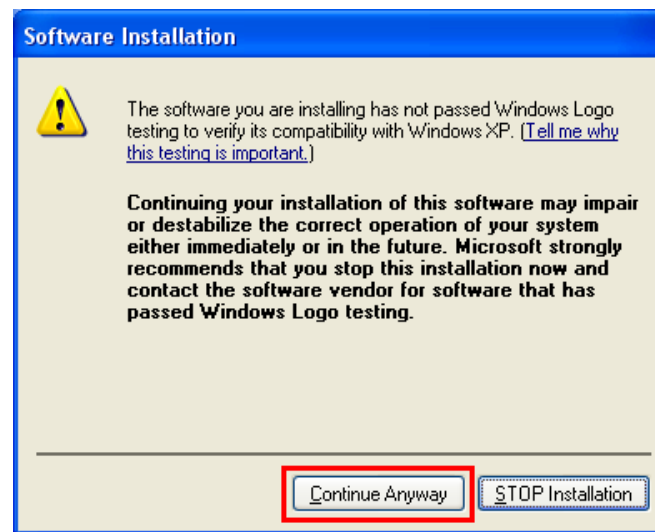 Software Installation
The software you are installing has not passed Windows Logo
testing to verify its compatibility with Windows XP. (Tell me why
this testing is important.)
Continuing your installation of this software may impair
or destabilize the correct operation of your system
either immediately or in the future. Microsoft strongly
recommends that you stop this installation now and
contact the software vendor for software that has
passed Windows Logo testing.
Continue Anyway
STOP Installation